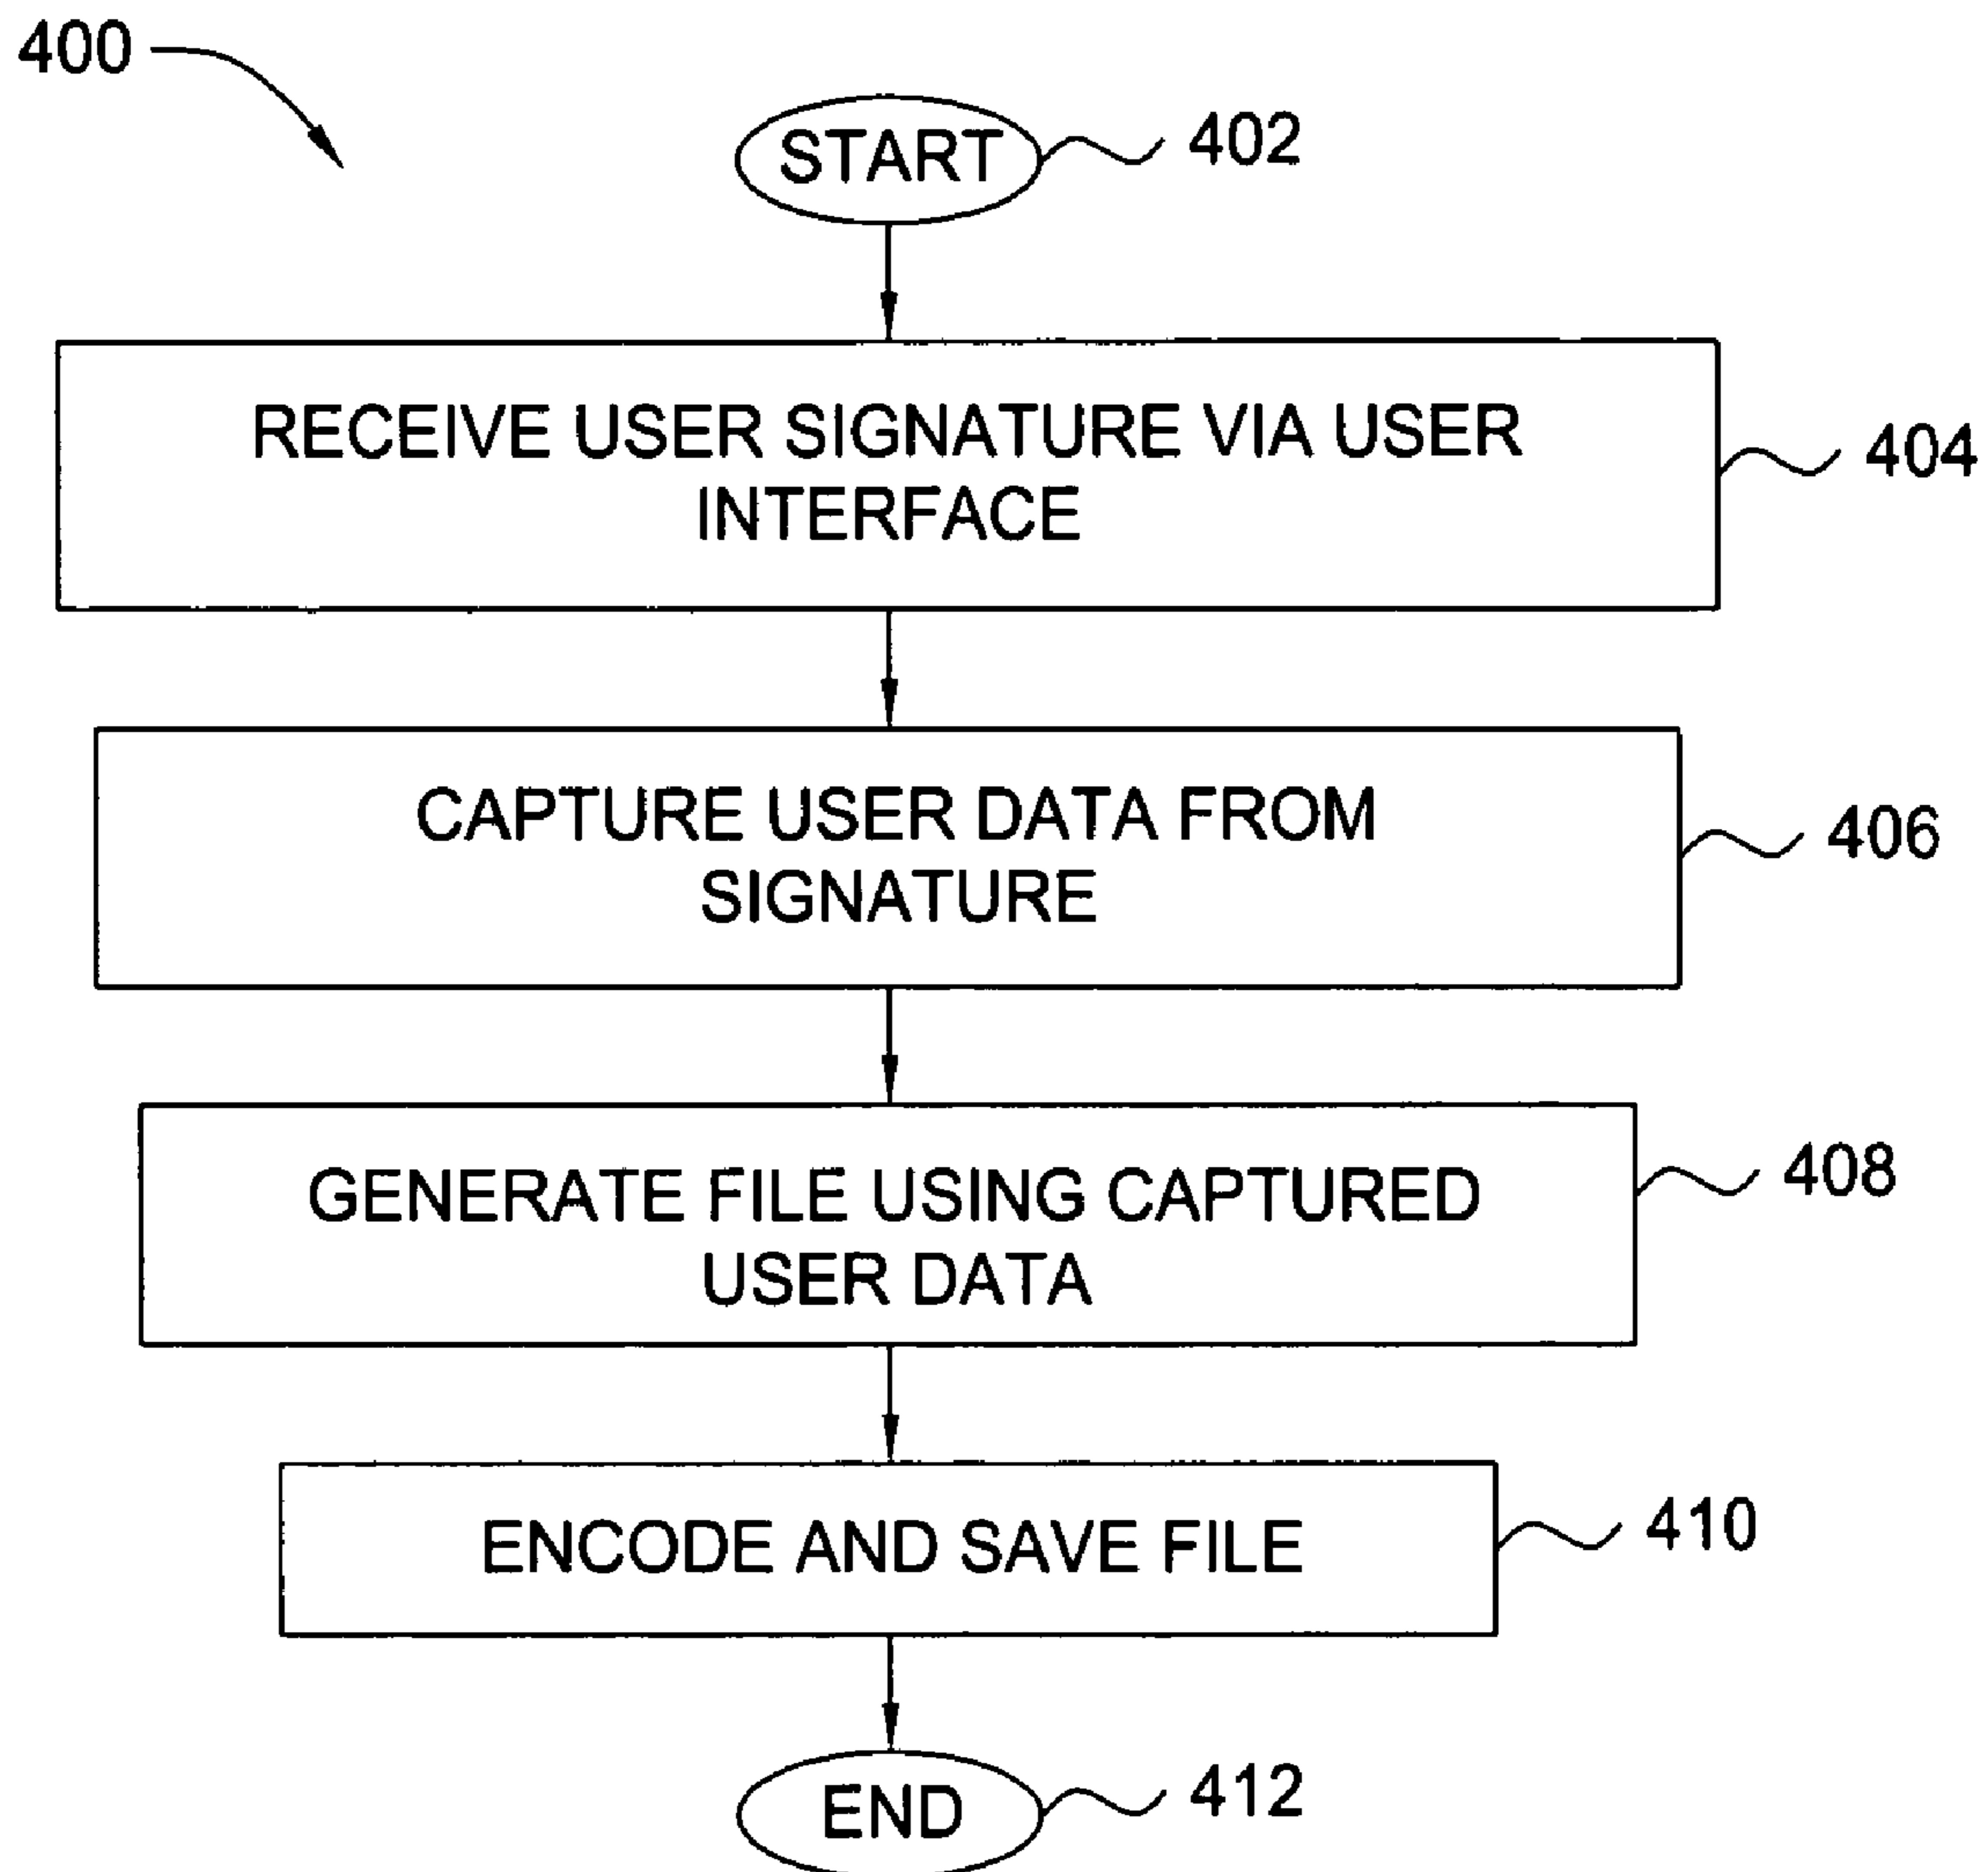 400
START
402
RECEIVE USER SIGNATURE VIA USER
INTERFACE
404
CAPTURE USER DATA FROM
SIGNATURE
406
GENERATE FILE USING CAPTURED
USER DATA
408
ENCODE AND SAVE FILE
410
END
412